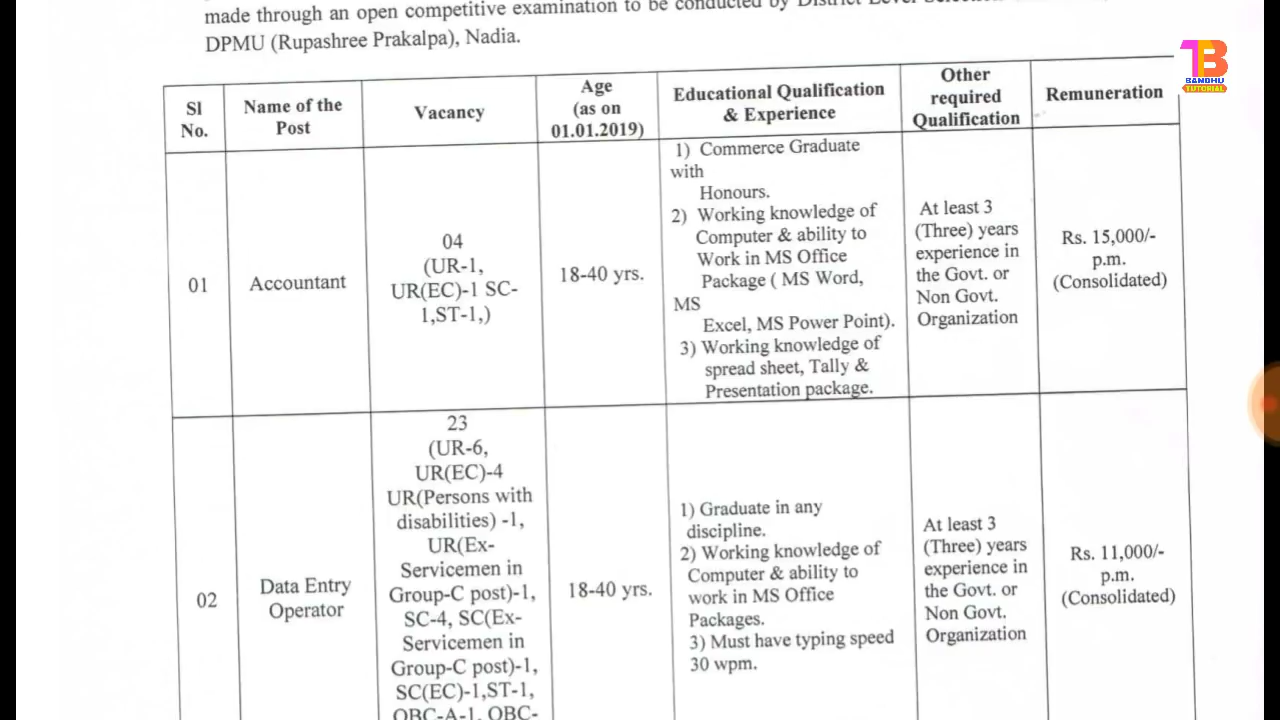 made through an open competitive examination to be conducted by District Level Selection
DPMU (Rupashree Prakalpa), Nadia.
BANDHU
TUTORIAL
Sl
No.
Name of the
Post
Vacancy
Age
(as on
01.01.2019)
Educational Qualification
& Experience
Other
required
Qualification
Remuneration
01
Accountant
04
(UR-1,
UR(EC)-1 SC-
1,ST-1,)
18-40 yrs.
1) Commerce Graduate
with
Honours.
2) Working knowledge of
Computer & ability to
Work in MS Office
Package ( MS Word,
MS
Excel, MS Power Point).
3) Working knowledge of
spread sheet, Tally &
Presentation package.
At least 3
(Three) years
experience in
the Govt. or
Non Govt.
Organization
Rs. 15,000/-
p.m.
(Consolidated)
02
Data Entry
Operator
23
(UR-6,
UR(EC)-4
UR(Persons with
disabilities) -1,
UR(Ex-
Servicemen in
Group-C post)-1,
SC-4, SC(Ex-
Servicemen in
Group-C post)-1,
SC(EC)-1,ST-1,
OBC-A-1, OBC-
18-40 yrs.
1) Graduate in any
discipline.
2) Working knowledge of
Computer & ability to
work in MS Office
Packages.
3) Must have typing speed
30 wpm.
At least 3
(Three) years
experience in
the Govt. or
Non Govt.
Organization
Rs. 11,000/-
p.m.
(Consolidated)